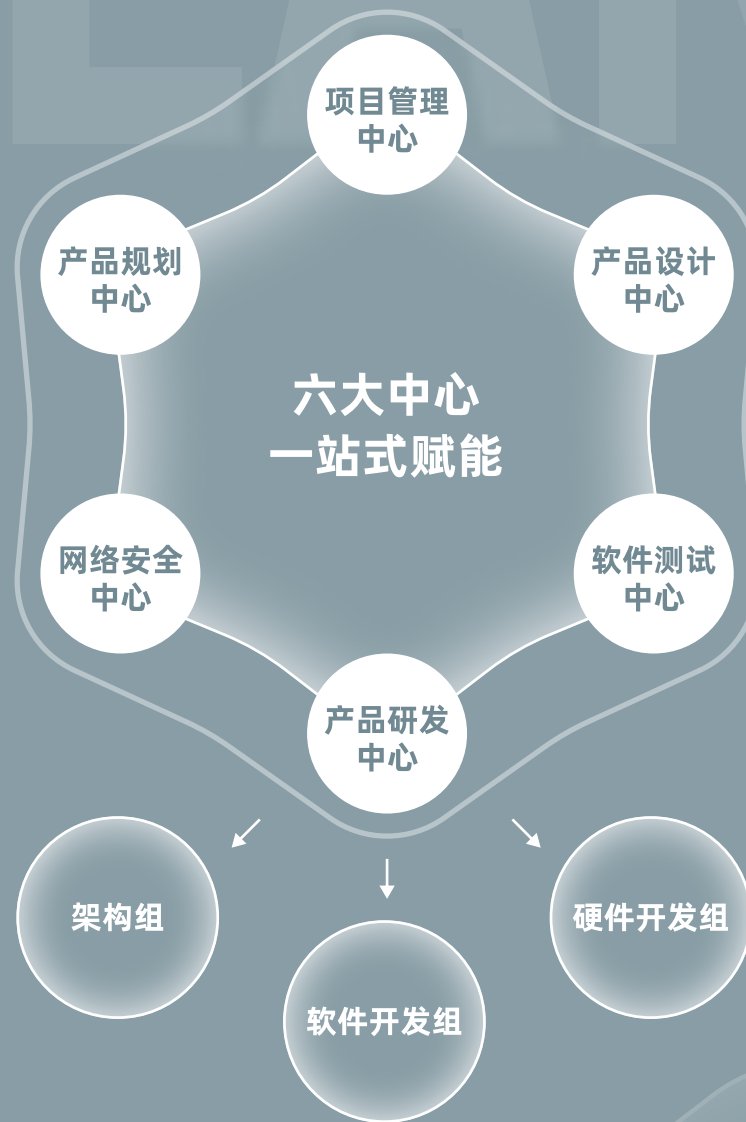 项目管理
中心
产品规划
中心
产品设计
中心
六大中心
一站式赋能
网络安全
中心
软件测试
中心
产品研发
中心
架构组
硬件开发组
软件开发组